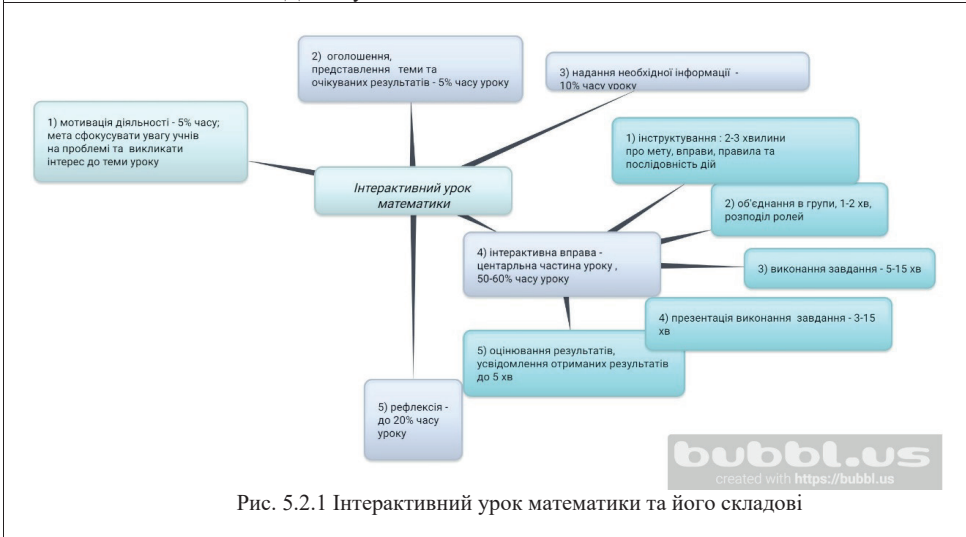 1) мотивація діяльності - 5% часу;
мета сфокусувати увагу учнів
на проблемі та викликати
інтерес до теми уроку
2) оголошення,
представлення теми та
очікуваних результатів - 5% часу уроку
3) надання необхідної інформації -
10% часу уроку
Інтерактивний урок
математики
4) інтерактивна вправа -
центарльна частина уроку ,
50-60% часу уроку
1) інструктування : 2-3 хвилини
про мету, вправи, правила та
послідовність дій
2) об'єднання в групи, 1-2 хв,
розподіл ролей
3) виконання завдання - 5-15 хв
4) презентація виконання завдання - 3-15
хв
5) оцінювання результатів,
усвідомлення отриманих результатів
до 5 хв
5) рефлексія -
до 20% часу
уроку
bubbl.us
created with https://bubbl.us
Рис. 5.2.1 Інтерактивний урок математики та його складові